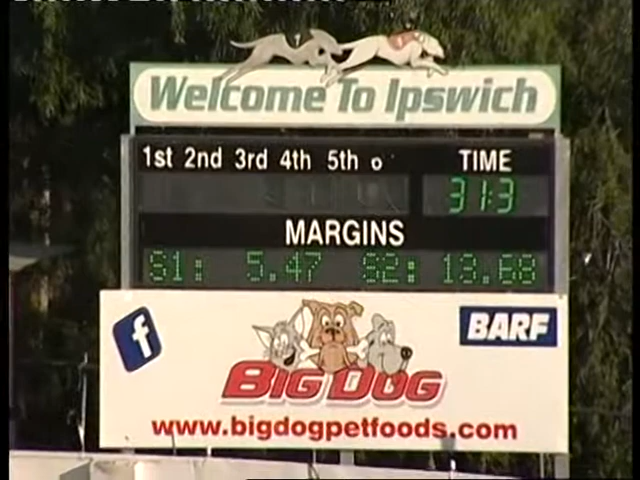 Welcome To Ipswich
1st 2nd 3rd 4th 5th TIME
31:3
MARGINS
S1: 5.47 S2: 18.68
f
BARF
BIG DOG
www.bigdogpetfoods.com